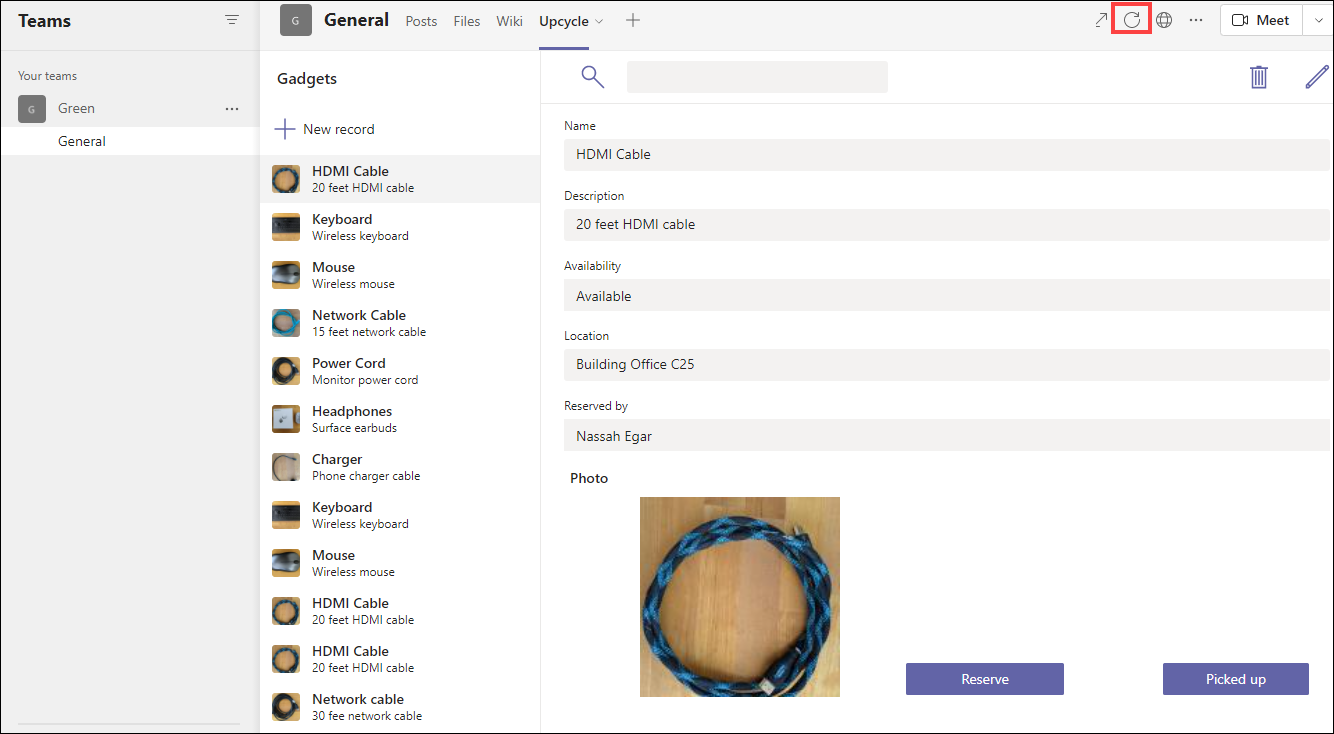 Teams
Your teams
G
Green
General
G
General
Posts
Files
Wiki
Upcycle
Meet
Gadgets
New record
HDMI Cable
20 feet HDMI cable
Keyboard
Wireless keyboard
Mouse
Wireless mouse
Network Cable
15 feet network cable
Power Cord
Monitor power cord
Headphones
Surface earbuds
Charger
Phone charger cable
Keyboard
Wireless keyboard
Mouse
Wireless mouse
HDMI Cable
20 feet HDMI cable
HDMI Cable
20 feet HDMI cable
Network cable
30 fee network cable
Name
HDMI Cable
Description
20 feet HDMI cable
Availability
Available
Location
Building Office C25
Reserved by
Nassah Egar
Photo
Reserve
Picked up